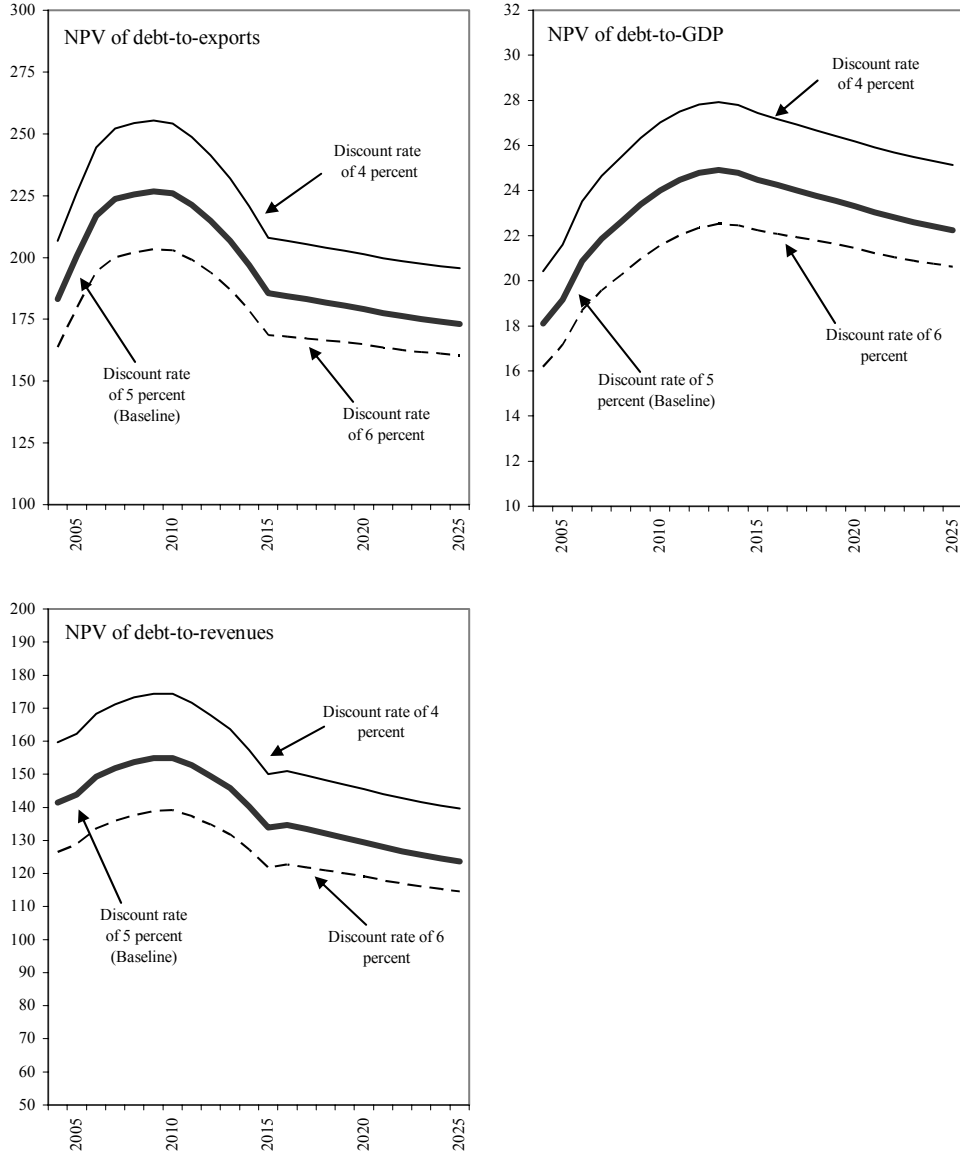 NPV of debt-to-exports
300
275
250
225
200
175
150
125
100
Discount rate
of 4 percent
Discount rate
of 5 percent
(Baseline)
Discount rate
of 6 percent
2005
2010
2015
2020
2025
NPV of debt-to-GDP
32
30
28
26
24
22
20
18
16
14
12
10
Discount rate
of 4 percent
Discount rate of 6
percent
Discount rate of 5
percent (Baseline)
2005
2010
2015
2020
2025
NPV of debt-to-revenues
200
190
180
170
160
150
140
130
120
110
100
90
80
70
60
50
Discount rate of 4
percent
Discount rate
of 5 percent
(Baseline)
Discount rate of 6
percent
2005
2010
2015
2020
2025